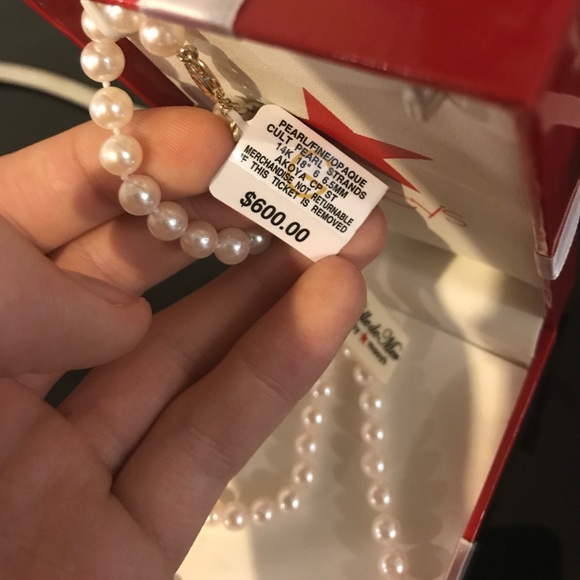 PEARL/FINE/OPAQUE
CULT PEARL STRANDS
14K 18" 6 6.5MM
AKOYA CP ST
MERCHANDISE NOT RETURNABLE
IF THIS TICKET IS REMOVED
$600.00